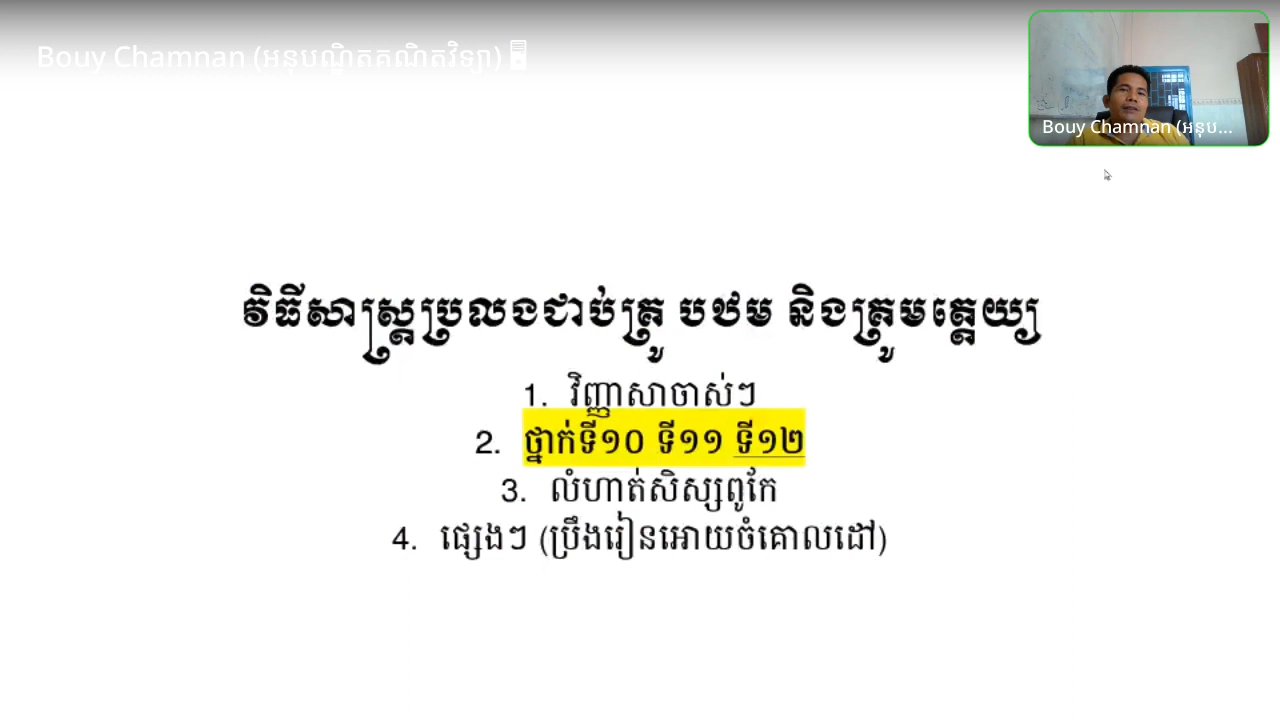 Bouy Chamnan (អនុបណ្ឌិតគណិតវិទ្យា)
Bouy Chamnan (អនុប...
វិធីសាស្រ្តប្រលងជាប់គ្រូ បឋម និងគ្រូមត្តេយ្យ
1. វិញ្ញាសាចាស់ៗ
2. ថ្នាក់ទី១០ ទី១១ ទី១២
3. លំហាត់សិស្សពូកែ
4. ផ្សេងៗ (ប្រឹងរៀនអោយចំគោលដៅ)